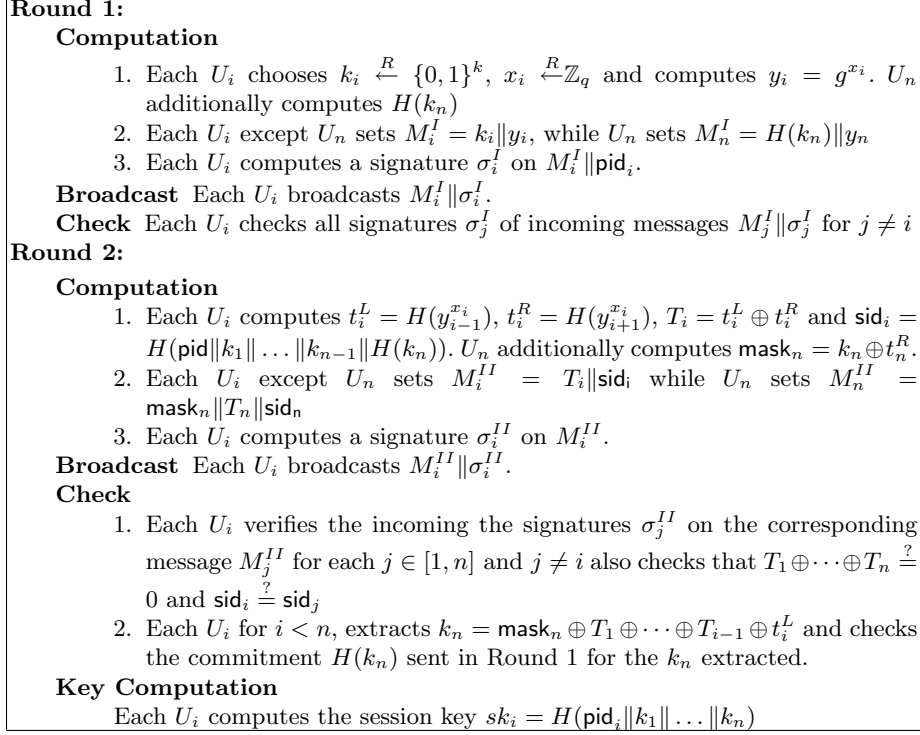 Round 1:
Computation
1. Each U_i chooses k_i ←^R {0, 1}^k, x_i ←^R ℤ_q and computes y_i = g^{x_i}. U_n
additionally computes H(k_n)
2. Each U_i except U_n sets M_i^I = k_i‖y_i, while U_n sets M_n^I = H(k_n)‖y_n
3. Each U_i computes a signature σ_i^I on M_i^I‖pid_i.
Broadcast Each U_i broadcasts M_i^I‖σ_i^I.
Check Each U_i checks all signatures σ_j^I of incoming messages M_j^I‖σ_j^I for j ≠ i
Round 2:
Computation
1. Each U_i computes t_i^L = H(y_{i−1}^{x_i}), t_i^R = H(y_{i+1}^{x_i}), T_i = t_i^L ⊕ t_i^R and sid_i =
H(pid‖k_1‖ … ‖k_{n−1}‖H(k_n)). U_n additionally computes mask_n = k_n ⊕ t_n^R.
2. Each U_i except U_n sets M_i^{II} = T_i‖sid_i while U_n sets M_n^{II} =
mask_n‖T_n‖sid_n
3. Each U_i computes a signature σ_i^{II} on M_i^{II}.
Broadcast Each U_i broadcasts M_i^{II}‖σ_i^{II}.
Check
1. Each U_i verifies the incoming the signatures σ_j^{II} on the corresponding
message M_j^{II} for each j ∈ [1, n] and j ≠ i also checks that T_1 ⊕ ⋯ ⊕ T_n ≟
0 and sid_i ≟ sid_j
2. Each U_i for i < n, extracts k_n = mask_n ⊕ T_1 ⊕ ⋯ ⊕ T_{i−1} ⊕ t_i^L and checks
the commitment H(k_n) sent in Round 1 for the k_n extracted.
Key Computation
Each U_i computes the session key sk_i = H(pid_i‖k_1‖ … ‖k_n)